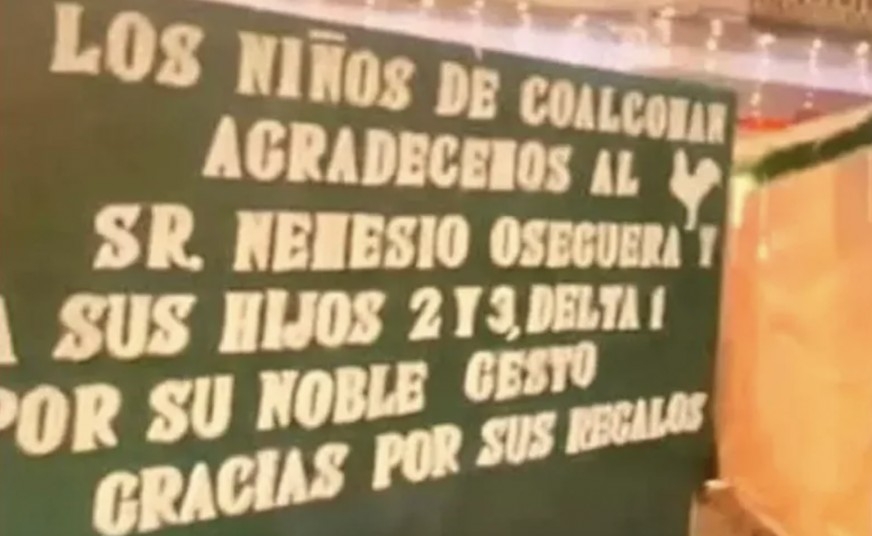 LOS NIÑOS DE COALCOMAN
AGRADECEMOS AL
SR. NEMESIO OSEGUERA Y
A SUS HIJOS 2 Y 3, DELTA 1
POR SU NOBLE GESTO
GRACIAS POR SUS REGALOS